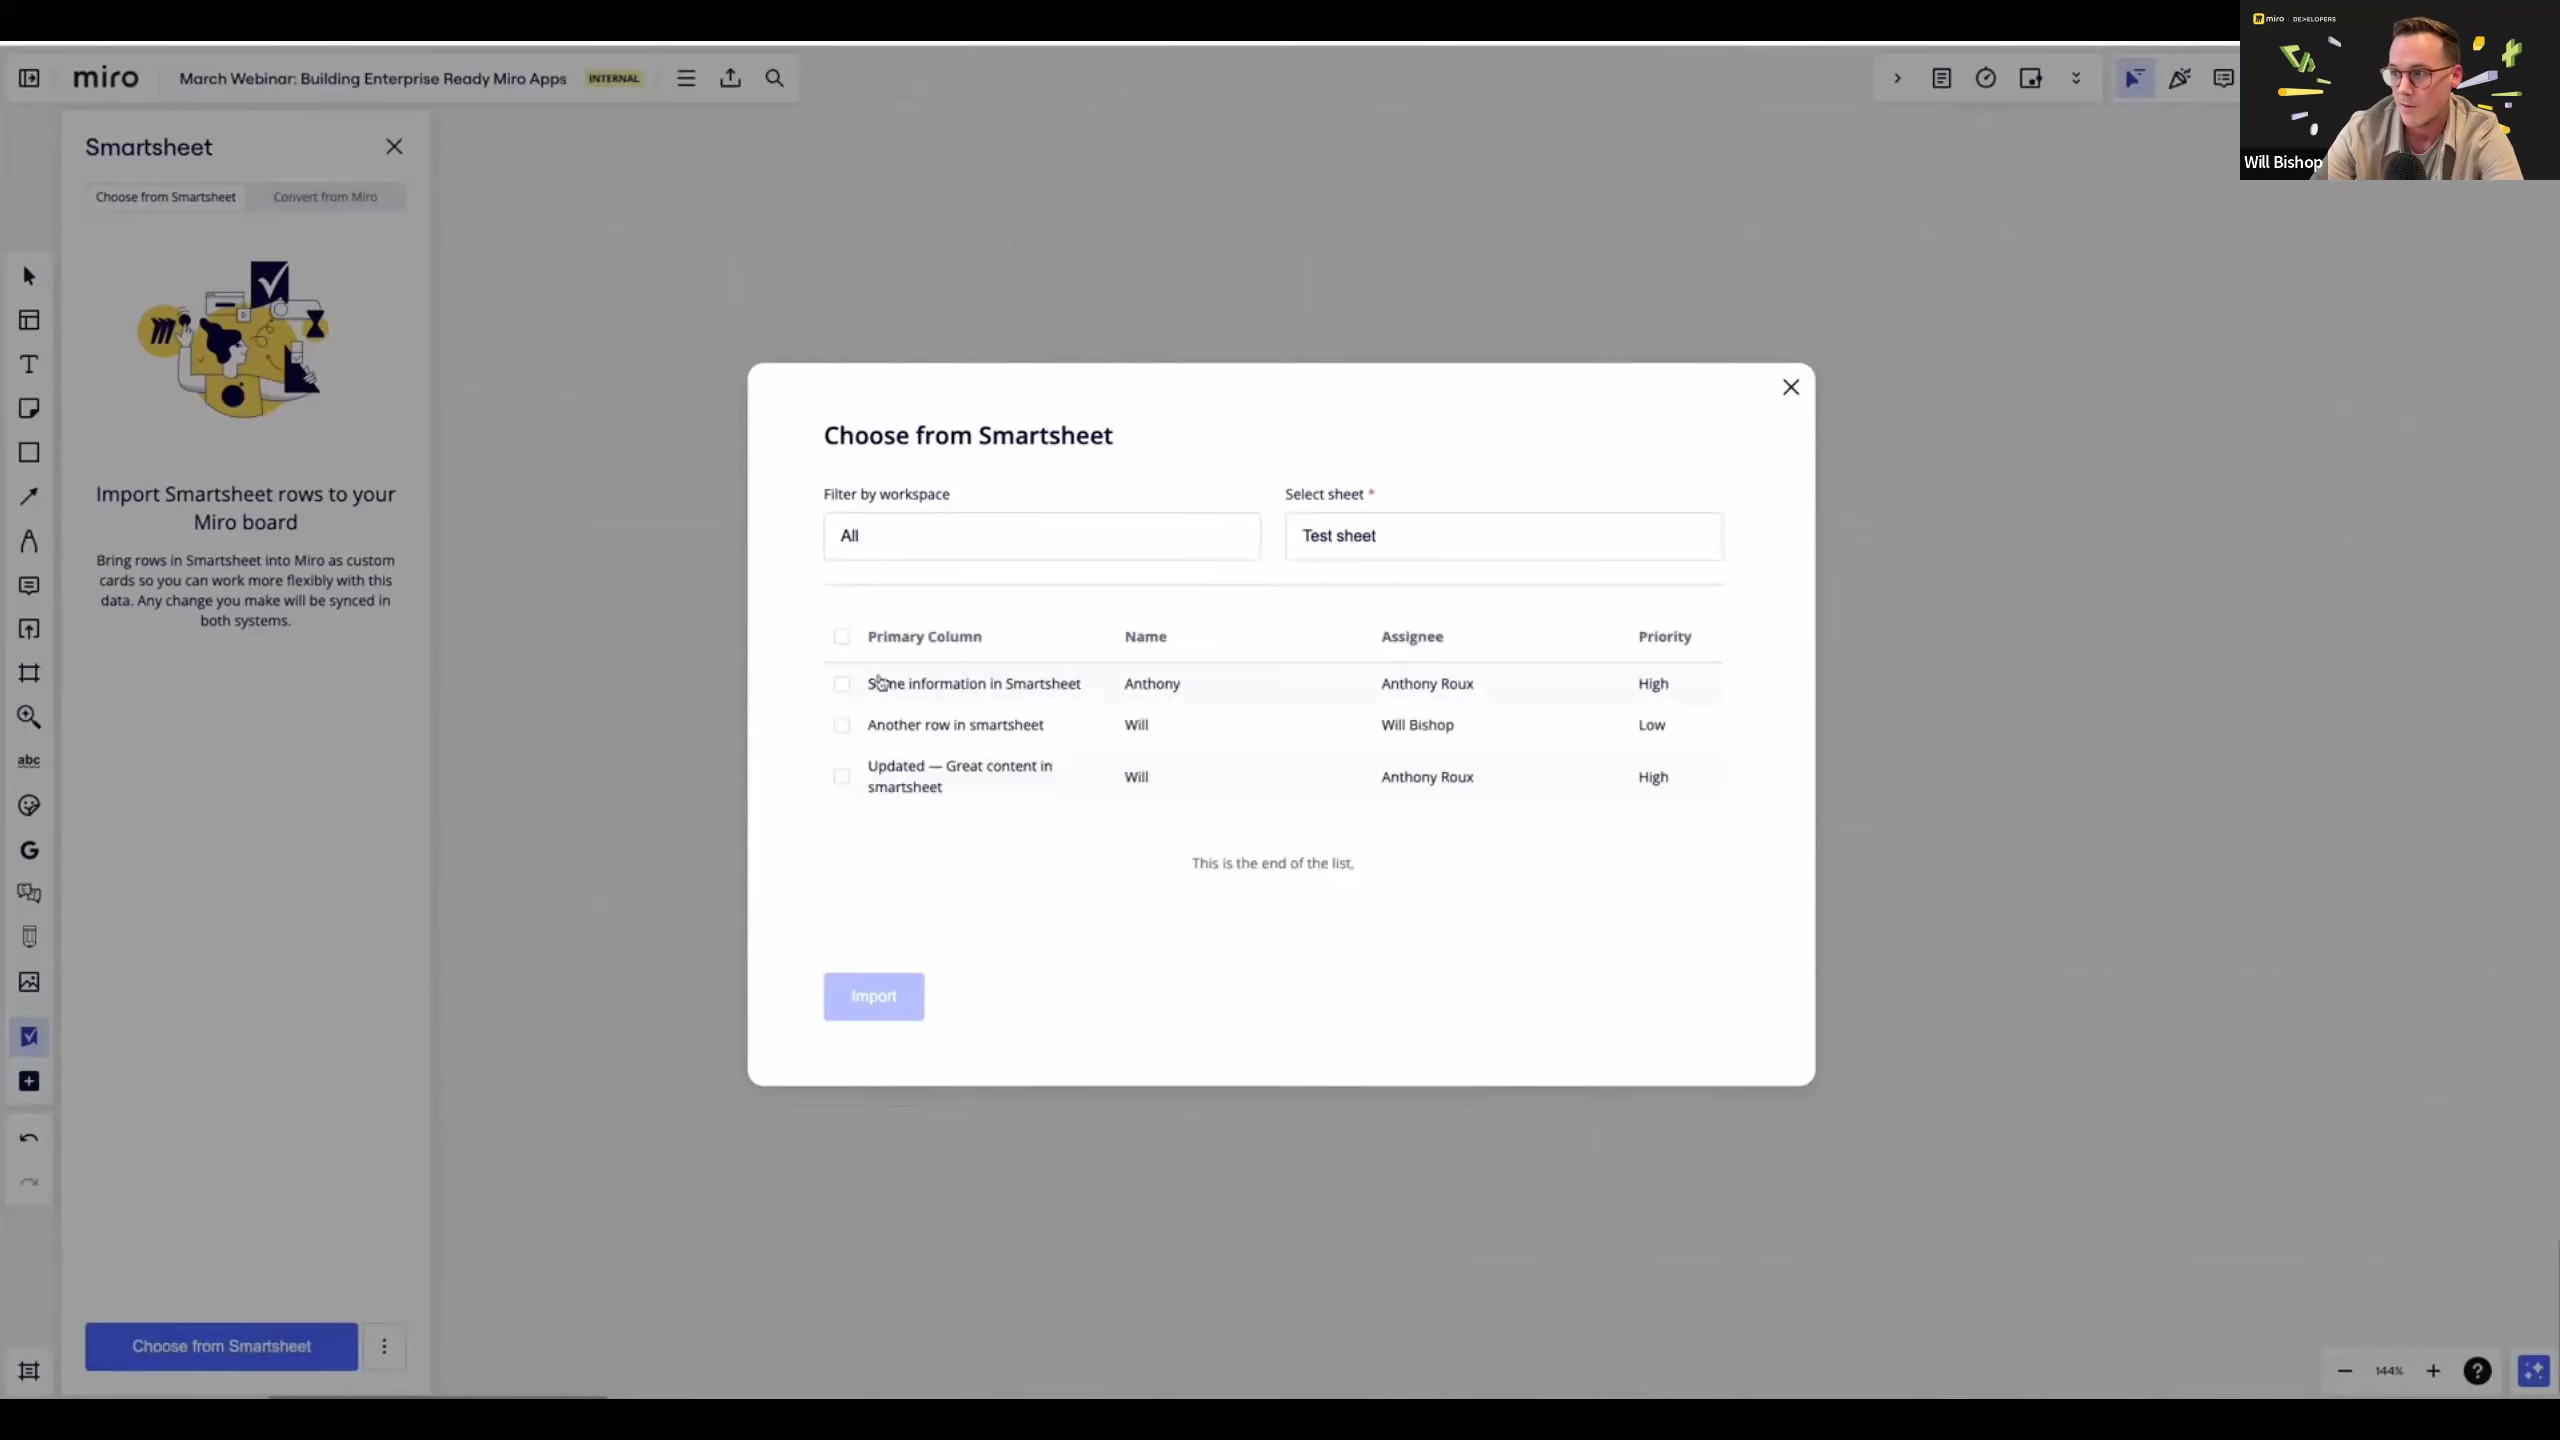 miro
March Webinar: Building Enterprise Ready Miro Apps
INTERNAL
miro | DEVELOPERS
Will Bishop
Smartsheet
Choose from Smartsheet
Convert from Miro
Import Smartsheet rows to your
Miro board
Bring rows in Smartsheet into Miro as custom
cards so you can work more flexibly with this
data. Any change you make will be synced in
both systems.
abc
Choose from Smartsheet
Choose from Smartsheet
Filter by workspace
Select sheet *
All
Test sheet
Primary Column Name Assignee Priority
Some information in Smartsheet Anthony Anthony Roux High
Another row in smartsheet Will Will Bishop Low
Updated — Great content in
smartsheet Will Anthony Roux High
This is the end of the list.
Import
144%